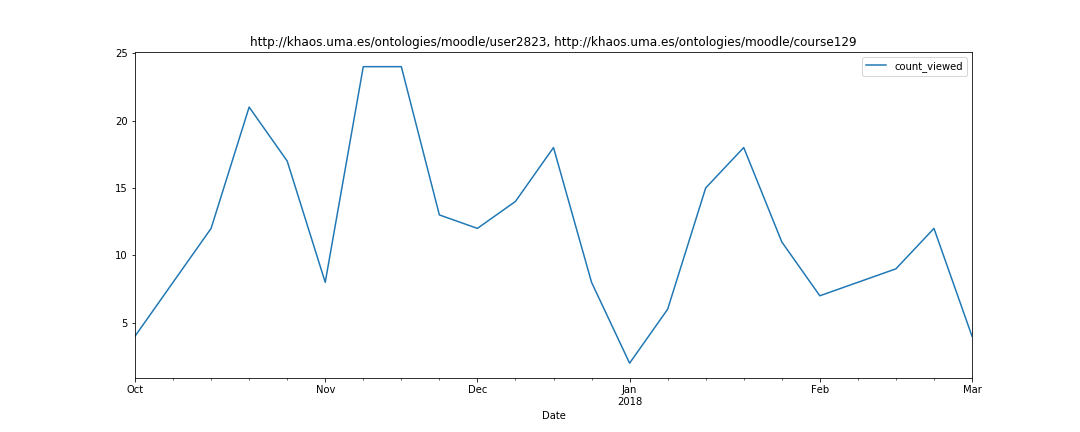 http://khaos.uma.es/ontologies/moodle/user2823, http://khaos.uma.es/ontologies/moodle/course129
count_viewed
25
20
15
10
5
Oct Nov Dec Jan Feb Mar
2018
Date